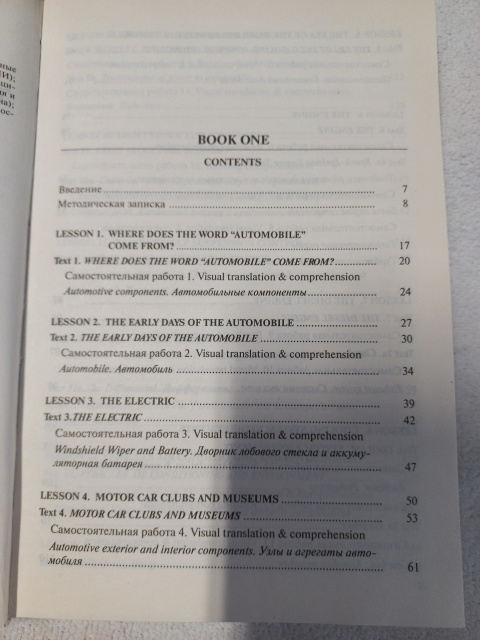 ные
И);
ци-
я и
на);
ос-
BOOK ONE
CONTENTS
Введение 7
Методическая записка 8
LESSON 1. WHERE DOES THE WORD “AUTOMOBILE”
COME FROM? 17
Text 1. WHERE DOES THE WORD “AUTOMOBILE” COME FROM? 20
Самостоятельная работа 1. Visual translation & comprehension
Automotive components. Автомобильные компоненты 24
LESSON 2. THE EARLY DAYS OF THE AUTOMOBILE 27
Text 2. THE EARLY DAYS OF THE AUTOMOBILE 30
Самостоятельная работа 2. Visual translation & comprehension
Automobile. Автомобиль 34
LESSON 3. THE ELECTRIC 39
Text 3. THE ELECTRIC 42
Самостоятельная работа 3. Visual translation & comprehension
Windshield Wiper and Battery. Дворник лобового стекла и аккуму-
ляторная батарея 47
LESSON 4. MOTOR CAR CLUBS AND MUSEUMS 50
Text 4. MOTOR CAR CLUBS AND MUSEUMS 53
Самостоятельная работа 4. Visual translation & comprehension
Automotive exterior and interior components. Узлы и агрегаты авто-
мобиля 61